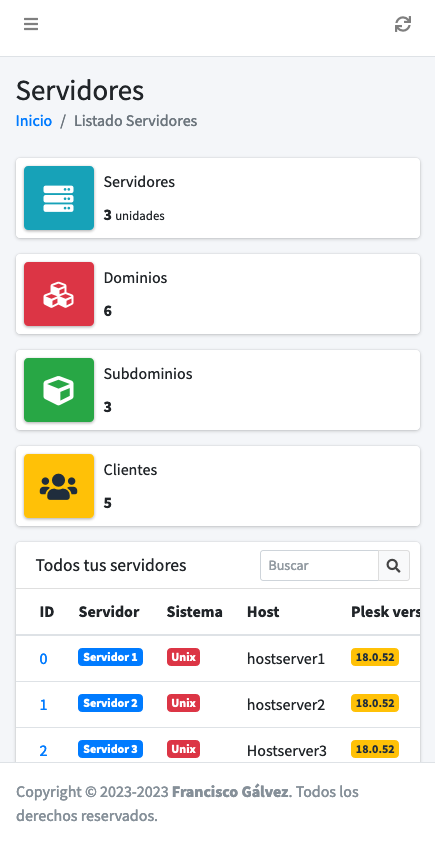 Servidores
Inicio / Listado Servidores
Servidores
3 unidades
Dominios
6
Subdominios
3
Clientes
5
Todos tus servidores Buscar
ID Servidor Sistema Host Plesk vers
0 Servidor 1 Unix hostserver1 18.0.52
1 Servidor 2 Unix hostserver2 18.0.52
2 Servidor 3 Unix Hostserver3 18.0.52
Copyright © 2023-2023 Francisco Gálvez. Todos los
derechos reservados.